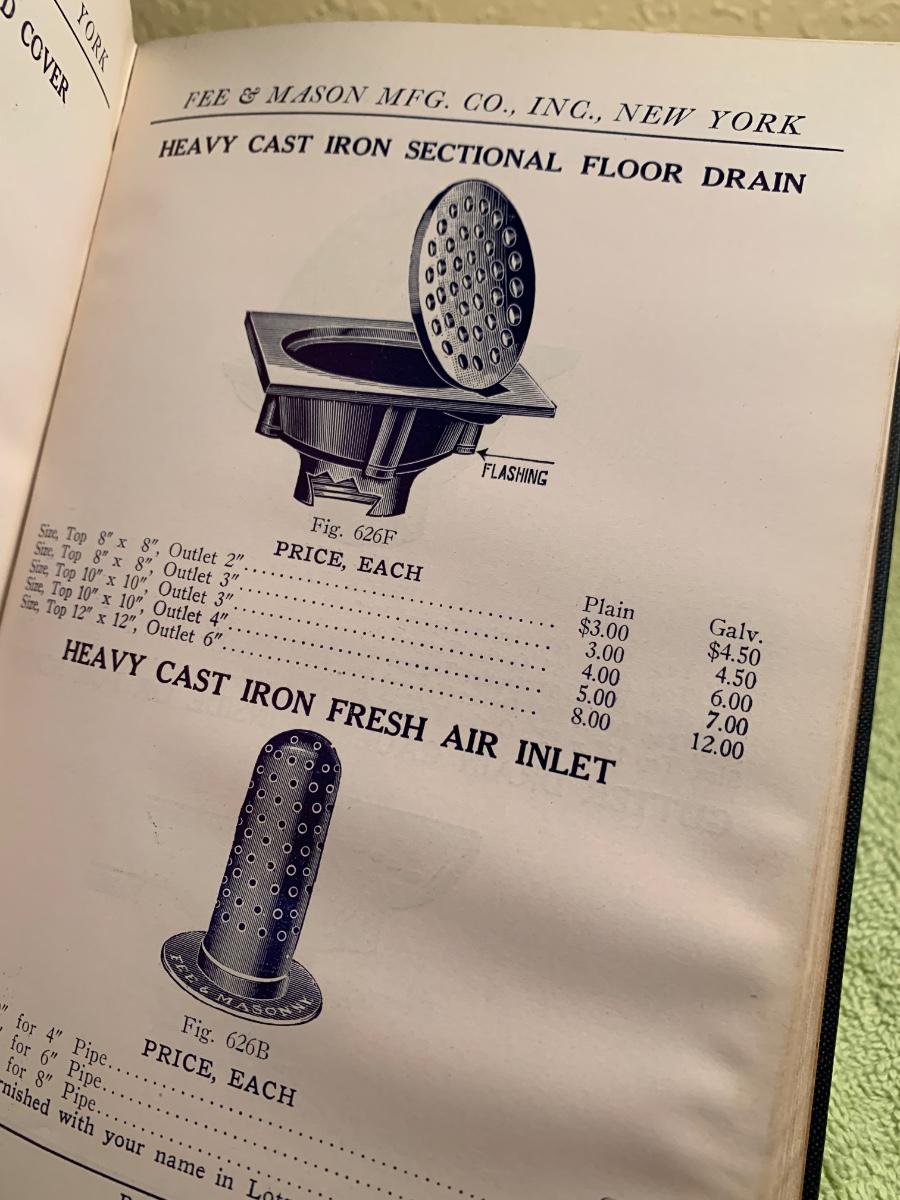 YORK
D COVER
FEE & MASON MFG. CO., INC., NEW YORK
HEAVY CAST IRON SECTIONAL FLOOR DRAIN
FLASHING
Fig. 626F
PRICE, EACH
Plain Galv.
Size, Top 8" x 8", Outlet 2" $3.00 $4.50
Size, Top 8" x 8", Outlet 3" 3.00 4.50
Size, Top 10" x 10", Outlet 3" 4.00 6.00
Size, Top 10" x 10", Outlet 4" 5.00 7.00
Size, Top 12" x 12", Outlet 6" 8.00 12.00
HEAVY CAST IRON FRESH AIR INLET
FEE & MASON NY
Fig. 626B
PRICE, EACH
" for 4" Pipe
" for 6" Pipe
for 8" Pipe
rnished with your name in Lots